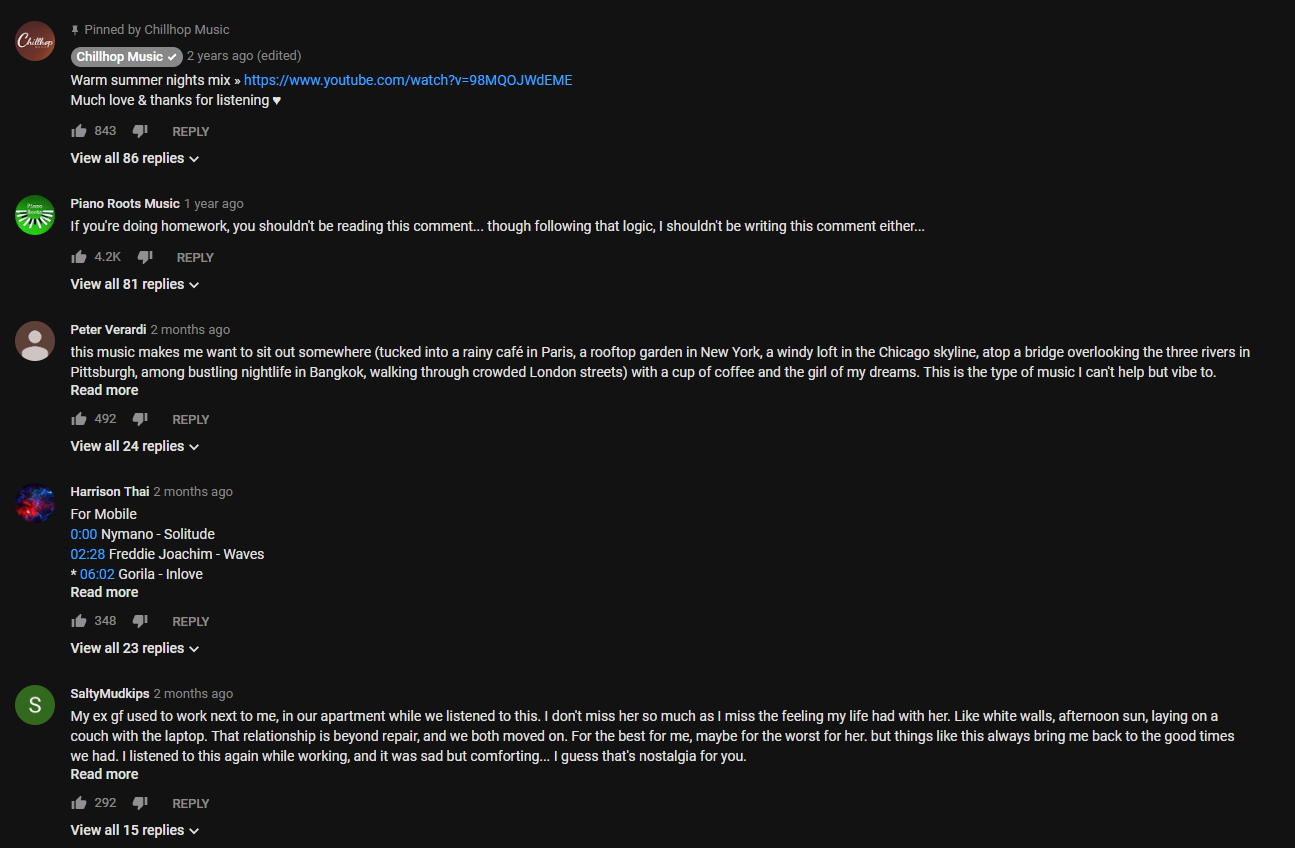 Chillhop
Pinned by Chillhop Music
Chillhop Music 2 years ago (edited)
Warm summer nights mix » https://www.youtube.com/watch?v=98MQOJWdEME
Much love & thanks for listening ♥
843 REPLY
View all 86 replies
Piano Roots
Piano Roots Music 1 year ago
If you're doing homework, you shouldn't be reading this comment... though following that logic, I shouldn't be writing this comment either...
4.2K REPLY
View all 81 replies
Peter Verardi 2 months ago
this music makes me want to sit out somewhere (tucked into a rainy café in Paris, a rooftop garden in New York, a windy loft in the Chicago skyline, atop a bridge overlooking the three rivers in
Pittsburgh, among bustling nightlife in Bangkok, walking through crowded London streets) with a cup of coffee and the girl of my dreams. This is the type of music I can't help but vibe to.
Read more
492 REPLY
View all 24 replies
Harrison Thai 2 months ago
For Mobile
0:00 Nymano - Solitude
02:28 Freddie Joachim - Waves
* 06:02 Gorila - Inlove
Read more
348 REPLY
View all 23 replies
S
SaltyMudkips 2 months ago
My ex gf used to work next to me, in our apartment while we listened to this. I don't miss her so much as I miss the feeling my life had with her. Like white walls, afternoon sun, laying on a
couch with the laptop. That relationship is beyond repair, and we both moved on. For the best for me, maybe for the worst for her. but things like this always bring me back to the good times
we had. I listened to this again while working, and it was sad but comforting... I guess that's nostalgia for you.
Read more
292 REPLY
View all 15 replies